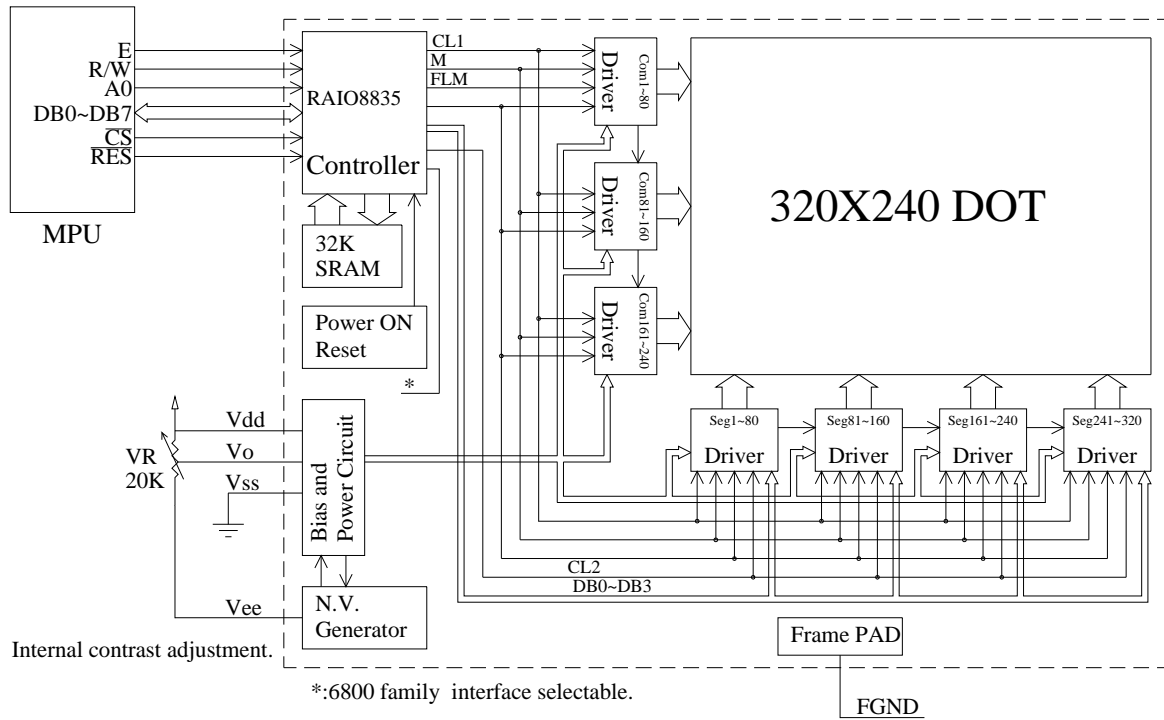 E
R/W
A0
DB0~DB7
CS
RES
MPU
RAIO8835
Controller
CL1
M
FLM
32K
SRAM
Power ON
Reset
*
Driver
Com1~80
Driver
Com81~160
Driver
Com161~240
320X240 DOT
Seg1~80
Driver
Seg81~160
Driver
Seg161~240
Driver
Seg241~320
Driver
Vdd
VR
20K
Vo
Vss
Bias and
Power Circuit
CL2
DB0~DB3
Vee
N.V.
Generator
Frame PAD
Internal contrast adjustment.
*:6800 family interface selectable.
FGND